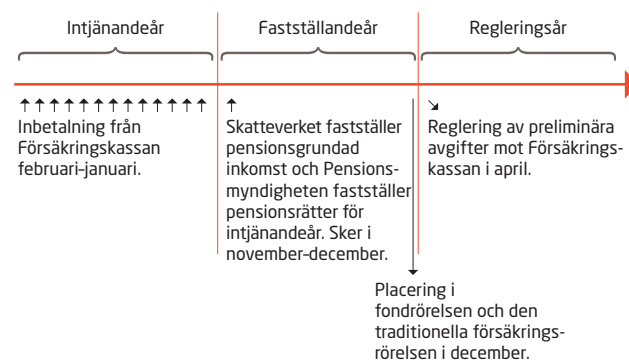 Intjänandeår
Fastställandeår
Regleringsår
Inbetalning från
Försäkringskassan
februari–januari.
Skatteverket fastställer
pensionsgrundad
inkomst och Pensions-
myndigheten fastställer
pensionsrätter för
intjänandeår. Sker i
november–december.
Reglering av preliminära
avgifter mot Försäkrings-
kassan i april.
Placering i
fondrörelsen och den
traditionella försäkrings-
rörelsen i december.